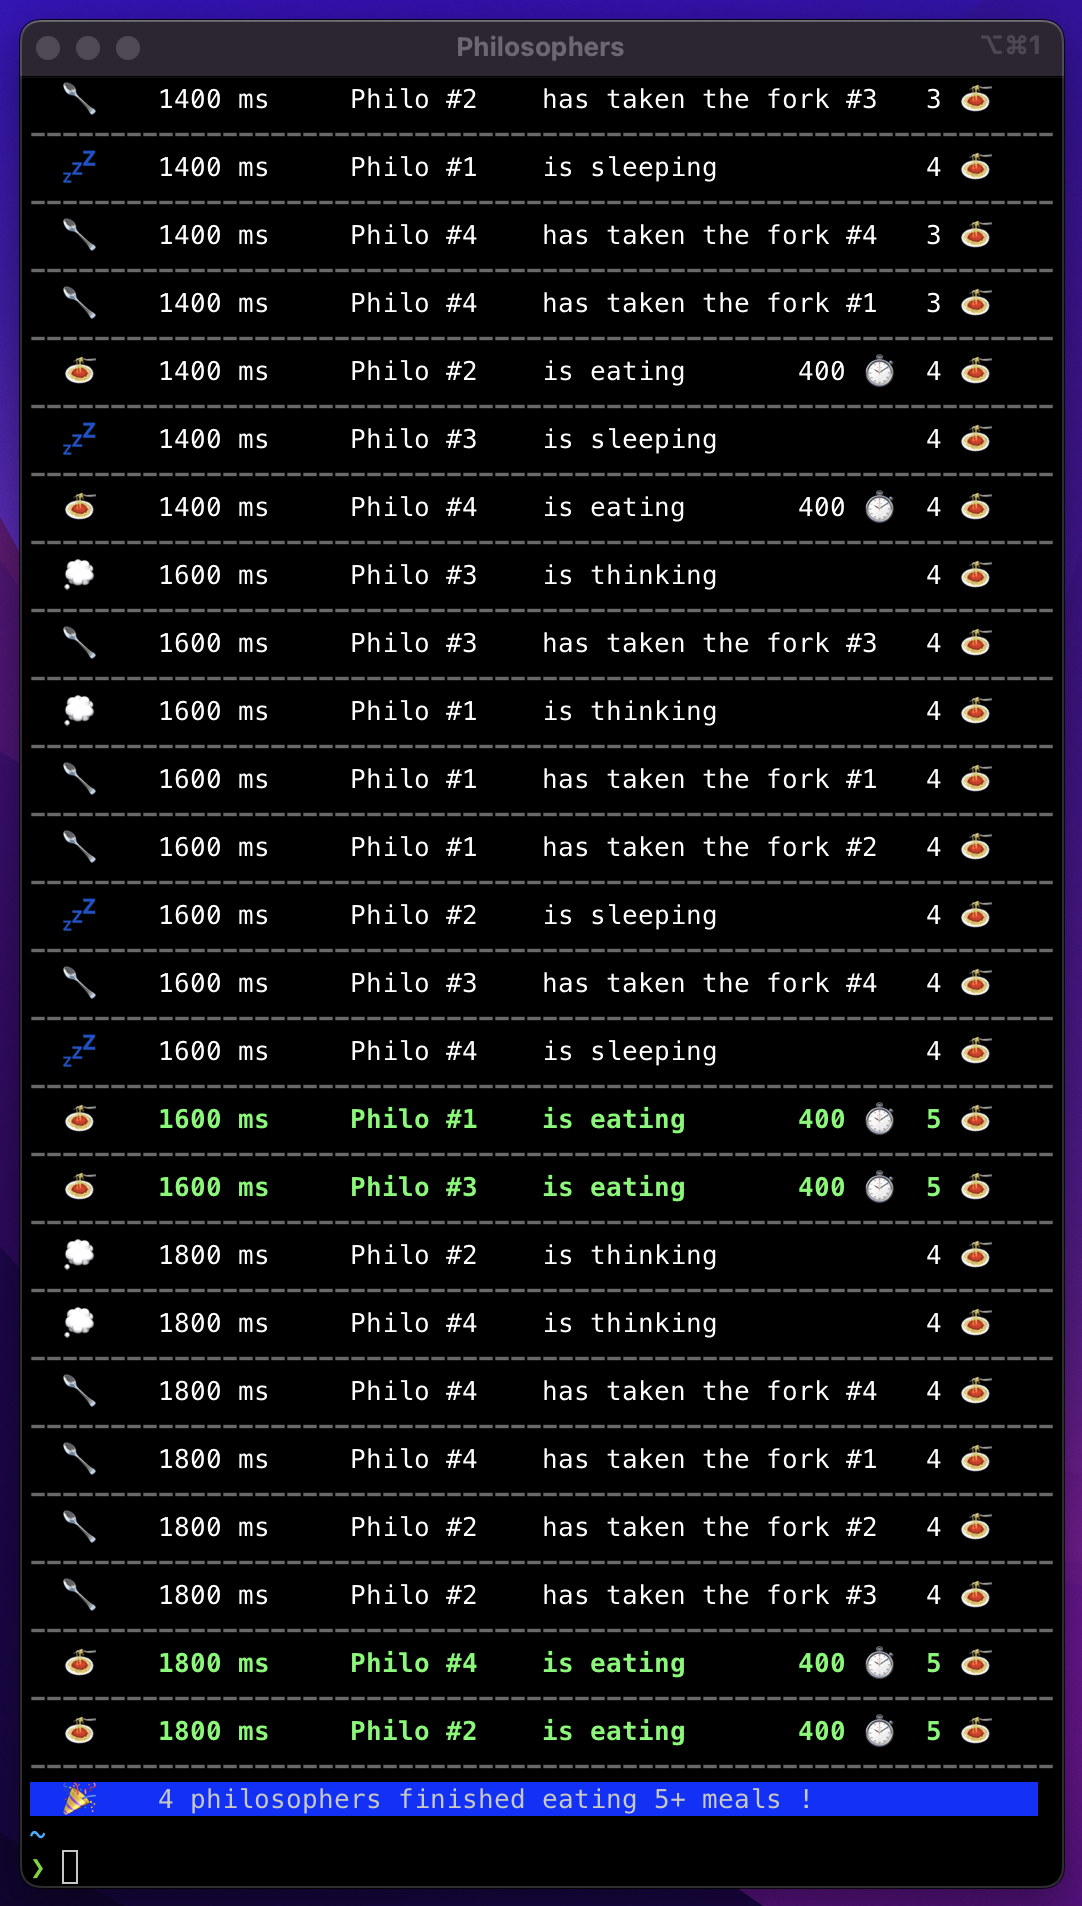 Philosophers ⌥⌘1
🥄 1400 ms Philo #2 has taken the fork #3 3 🍝
💤 1400 ms Philo #1 is sleeping 4 🍝
🥄 1400 ms Philo #4 has taken the fork #4 3 🍝
🥄 1400 ms Philo #4 has taken the fork #1 3 🍝
🍝 1400 ms Philo #2 is eating 400 ⏱ 4 🍝
💤 1400 ms Philo #3 is sleeping 4 🍝
🍝 1400 ms Philo #4 is eating 400 ⏱ 4 🍝
💭 1600 ms Philo #3 is thinking 4 🍝
🥄 1600 ms Philo #3 has taken the fork #3 4 🍝
💭 1600 ms Philo #1 is thinking 4 🍝
🥄 1600 ms Philo #1 has taken the fork #1 4 🍝
🥄 1600 ms Philo #1 has taken the fork #2 4 🍝
💤 1600 ms Philo #2 is sleeping 4 🍝
🥄 1600 ms Philo #3 has taken the fork #4 4 🍝
💤 1600 ms Philo #4 is sleeping 4 🍝
🍝 1600 ms Philo #1 is eating 400 ⏱ 5 🍝
🍝 1600 ms Philo #3 is eating 400 ⏱ 5 🍝
💭 1800 ms Philo #2 is thinking 4 🍝
💭 1800 ms Philo #4 is thinking 4 🍝
🥄 1800 ms Philo #4 has taken the fork #4 4 🍝
🥄 1800 ms Philo #4 has taken the fork #1 4 🍝
🥄 1800 ms Philo #2 has taken the fork #2 4 🍝
🥄 1800 ms Philo #2 has taken the fork #3 4 🍝
🍝 1800 ms Philo #4 is eating 400 ⏱ 5 🍝
🍝 1800 ms Philo #2 is eating 400 ⏱ 5 🍝
🎉 4 philosophers finished eating 5+ meals !
~
❯